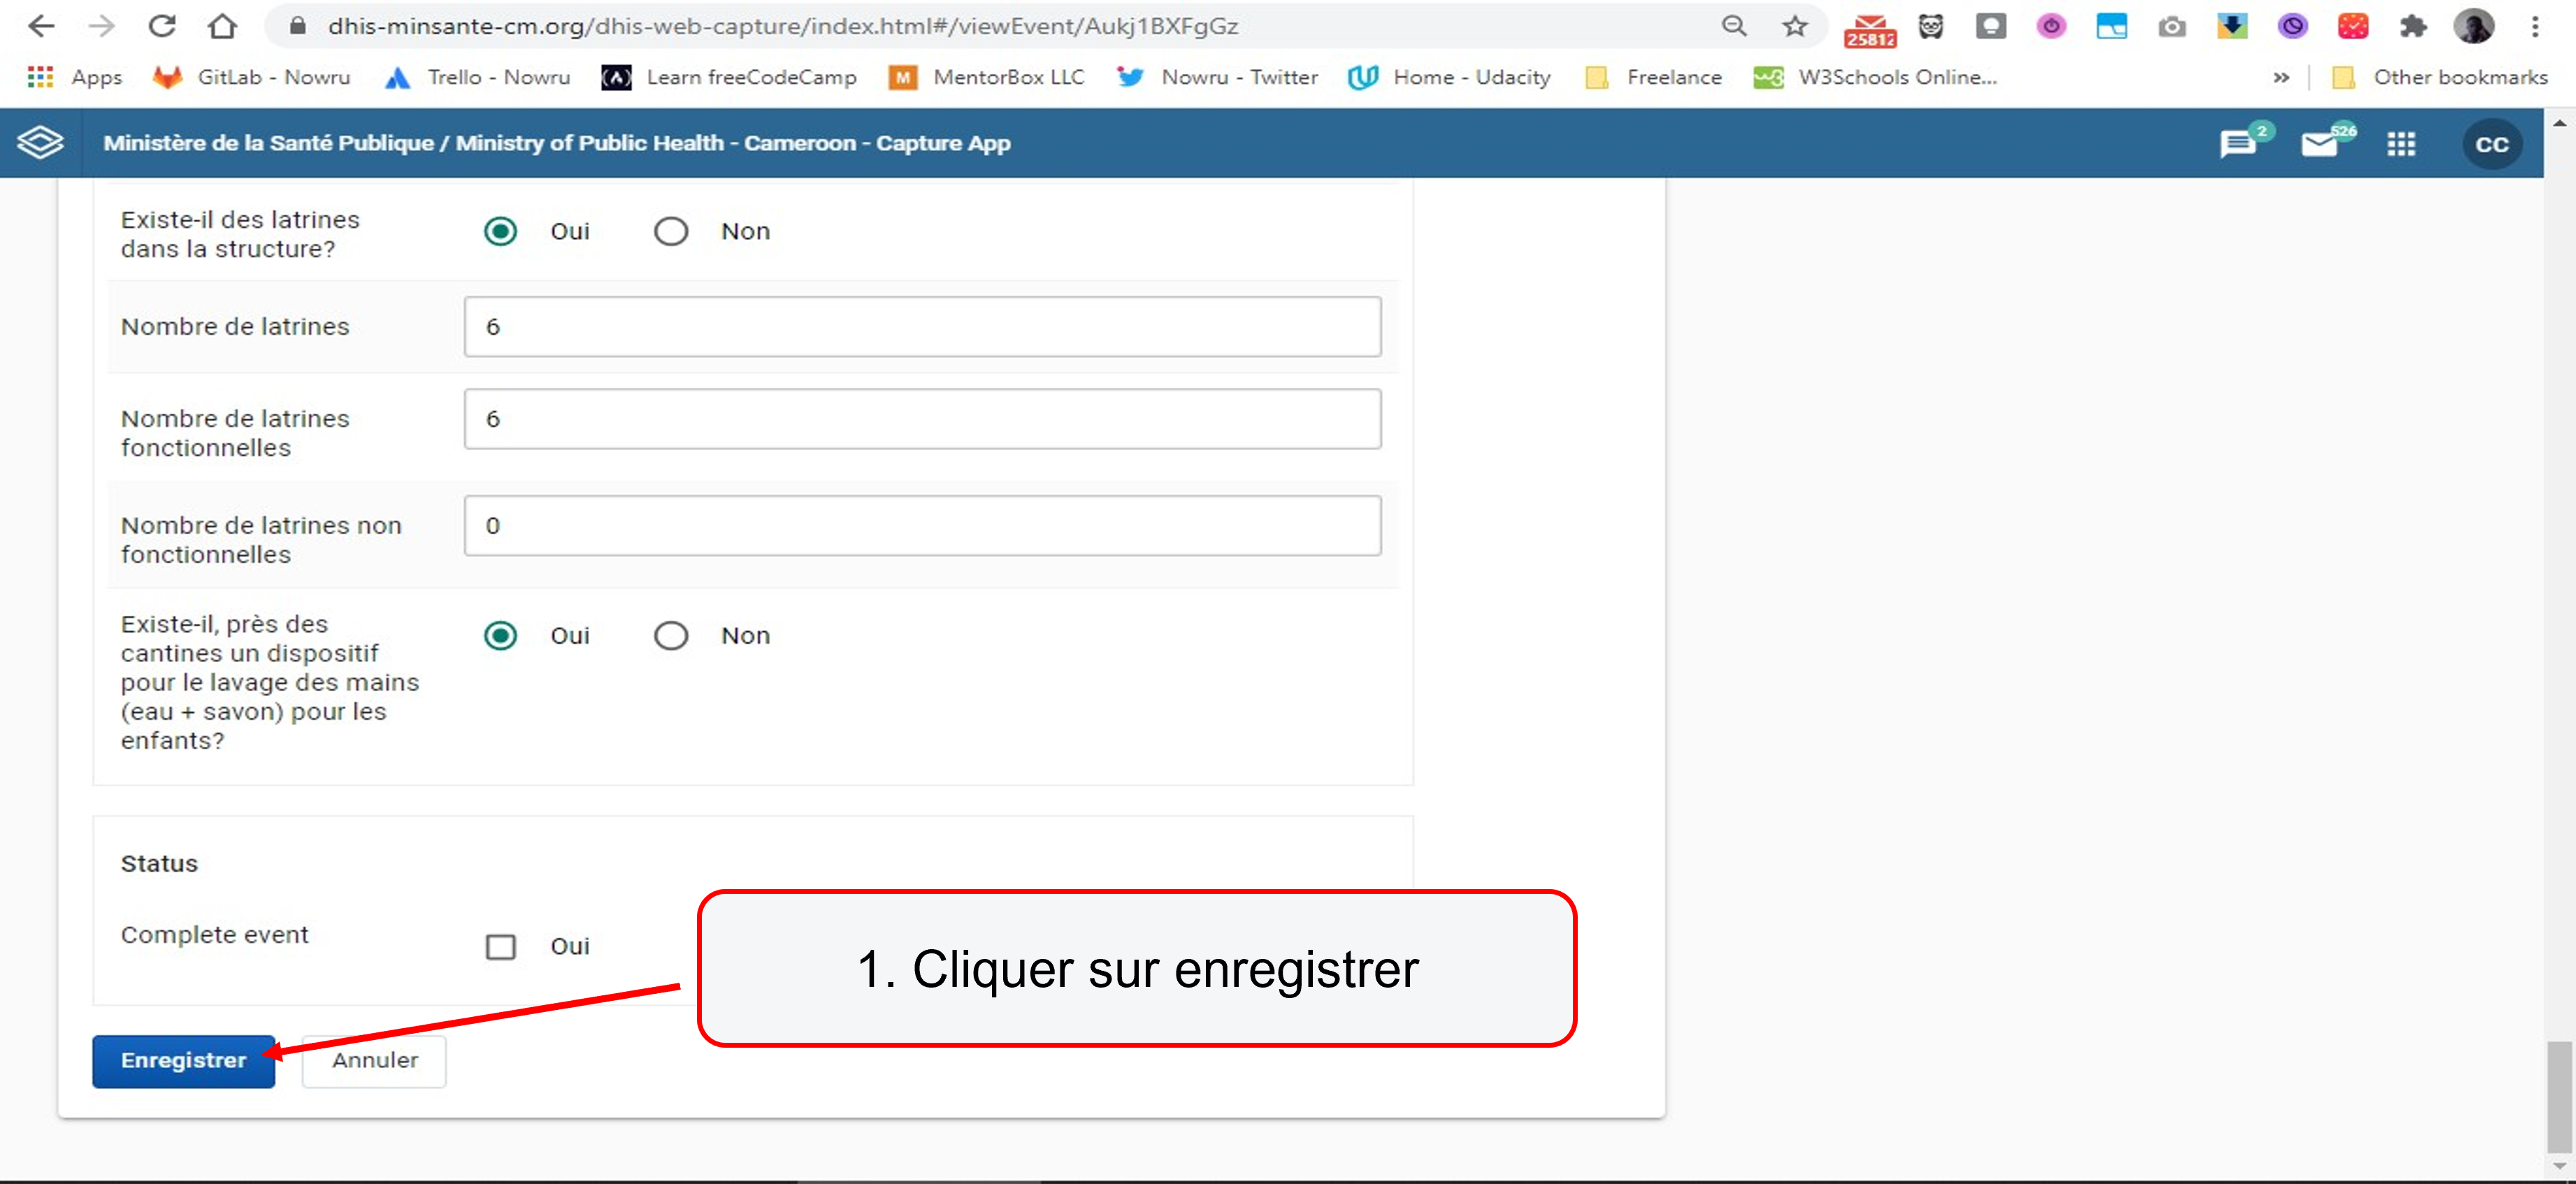 dhis-minsante-cm.org/dhis-web-capture/index.html#/viewEvent/Aukj1BXFgGz
25812
Apps GitLab - Nowru Trello - Nowru Learn freeCodeCamp MentorBox LLC Nowru - Twitter Home - Udacity Freelance W3Schools Online... » Other bookmarks
Ministère de la Santé Publique / Ministry of Public Health - Cameroon - Capture App 2 526 CC
Existe-il des latrines
dans la structure?
Oui Non
Nombre de latrines 6
Nombre de latrines
fonctionnelles
6
Nombre de latrines non
fonctionnelles
0
Existe-il, près des
cantines un dispositif
pour le lavage des mains
(eau + savon) pour les
enfants?
Oui Non
Status
Complete event Oui
1. Cliquer sur enregistrer
Enregistrer Annuler